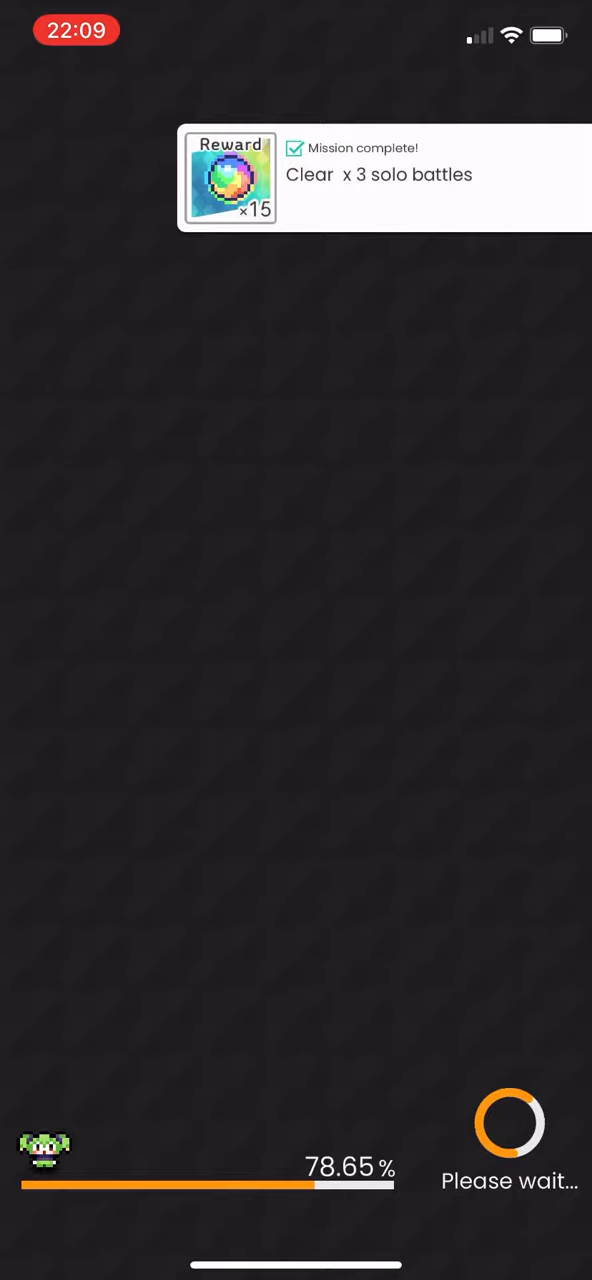 22:09
Reward
Mission complete!
Clear x 3 solo battles
×15
78.65 %
Please wait...